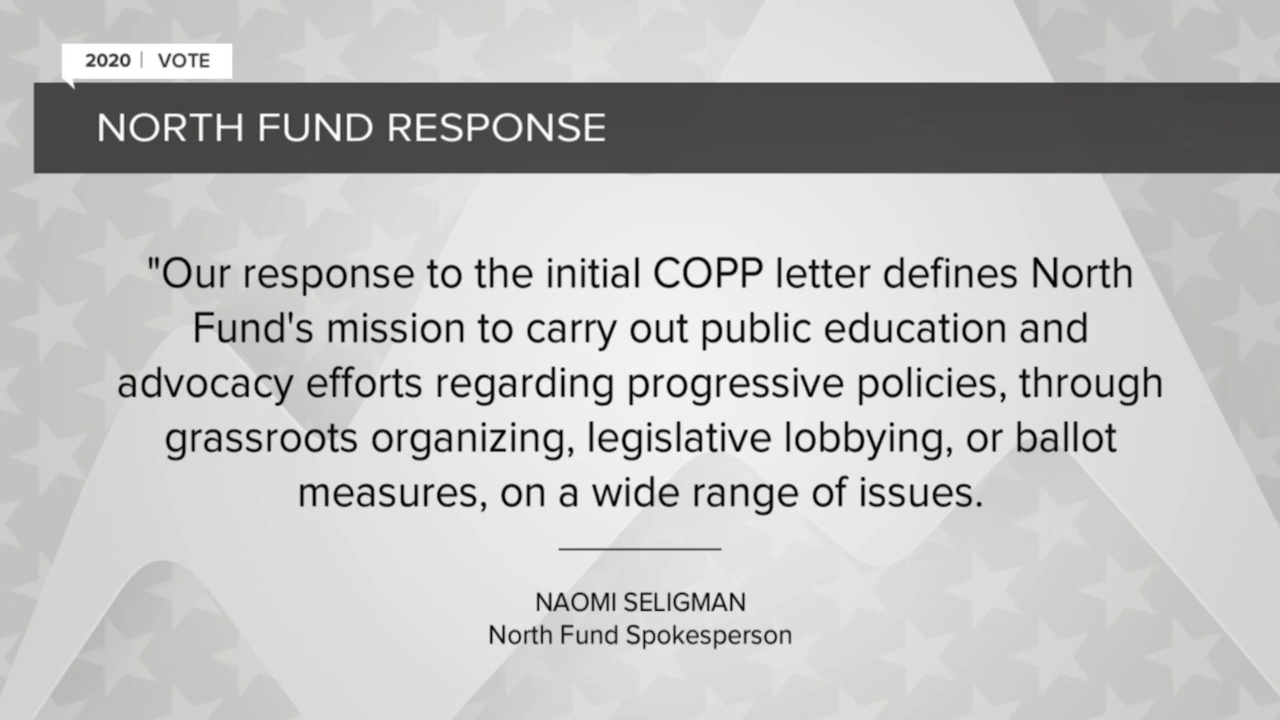 2020 | VOTE
NORTH FUND RESPONSE
"Our response to the initial COPP letter defines North
Fund's mission to carry out public education and
advocacy efforts regarding progressive policies, through
grassroots organizing, legislative lobbying, or ballot
measures, on a wide range of issues.
NAOMI SELIGMAN
North Fund Spokesperson